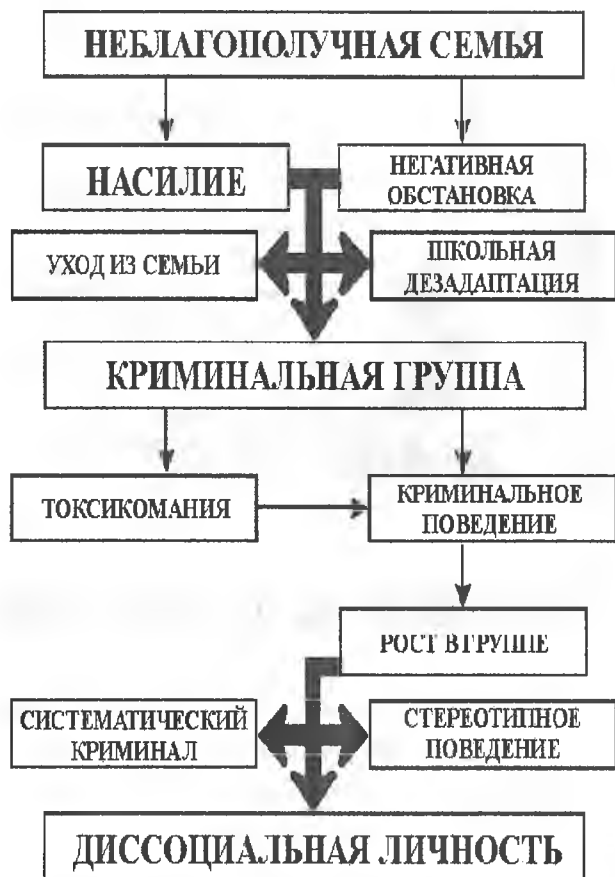 НЕБЛАГОПОЛУЧНАЯ СЕМЬЯ
НАСИЛИЕ
НЕГАТИВНАЯ
ОБСТАНОВКА
УХОД ИЗ СЕМЬИ
ШКОЛЬНАЯ
ДЕЗАДАПТАЦИЯ
КРИМИНАЛЬНАЯ ГРУППА
ТОКСИКОМАНИЯ
КРИМИНАЛЬНОЕ
ПОВЕДЕНИЕ
РОСТ В ГРУППЕ
СИСТЕМАТИЧЕСКИЙ
КРИМИНАЛ
СТЕРЕОТИПНОЕ
ПОВЕДЕНИЕ
ДИССОЦИАЛЬНАЯ ЛИЧНОСТЬ